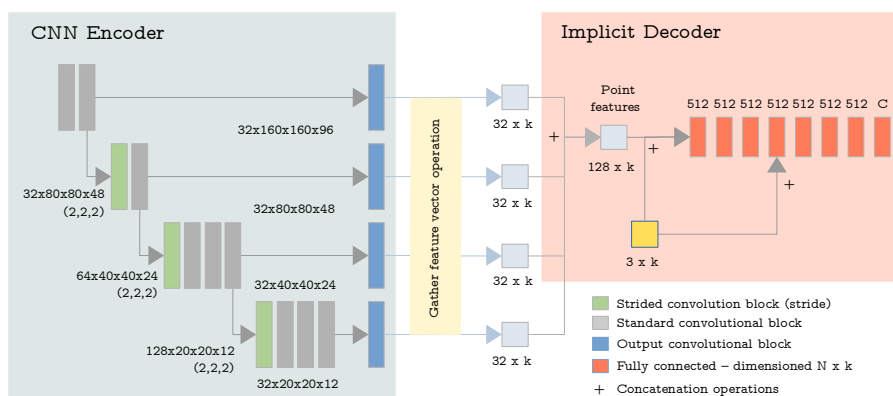 CNN Encoder
Implicit Decoder
32x160x160x96
32x80x80x48
(2,2,2)
32x80x80x48
64x40x40x24
(2,2,2)
32x40x40x24
128x20x20x12
(2,2,2)
32x20x20x12
Gather feature vector operation
32 x k
32 x k
32 x k
32 x k
+
Point
features
128 x k
+
512 512 512 512 512 512 512 C
+
3 x k
Strided convolution block (stride)
Standard convolutional block
Output convolutional block
Fully connected – dimensioned N x k
+ Concatenation operations